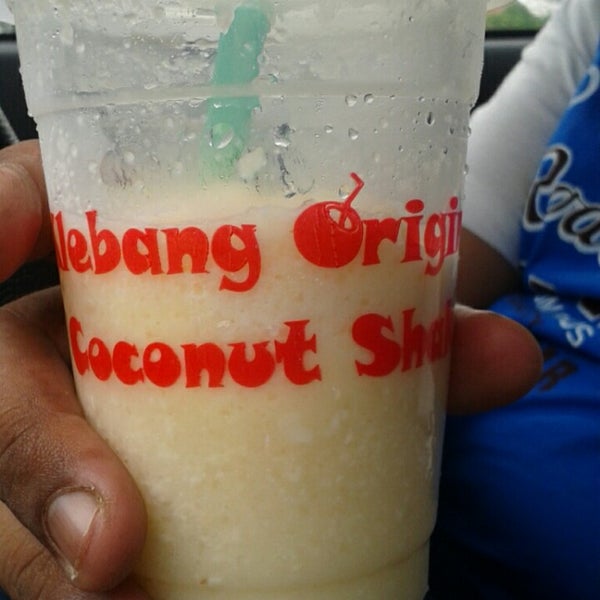 lebang Origi
Coconut Sha